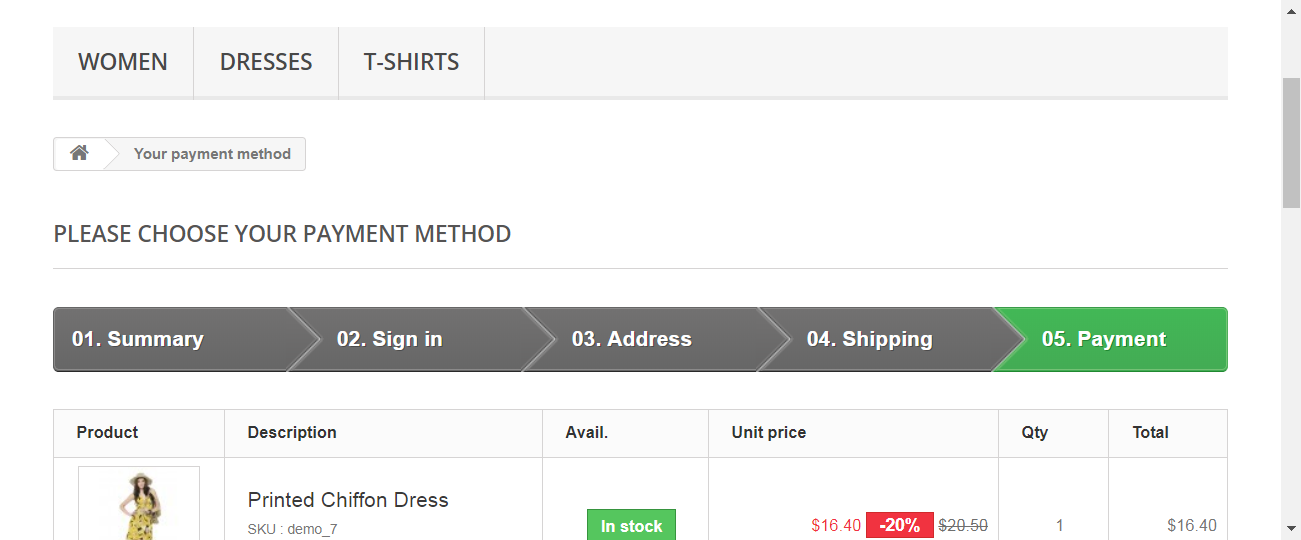 WOMEN DRESSES T-SHIRTS
Your payment method
PLEASE CHOOSE YOUR PAYMENT METHOD
01. Summary 02. Sign in 03. Address 04. Shipping 05. Payment
Product Description Avail. Unit price Qty Total
Printed Chiffon Dress
SKU : demo_7
In stock $16.40 -20% $20.50 1 $16.40